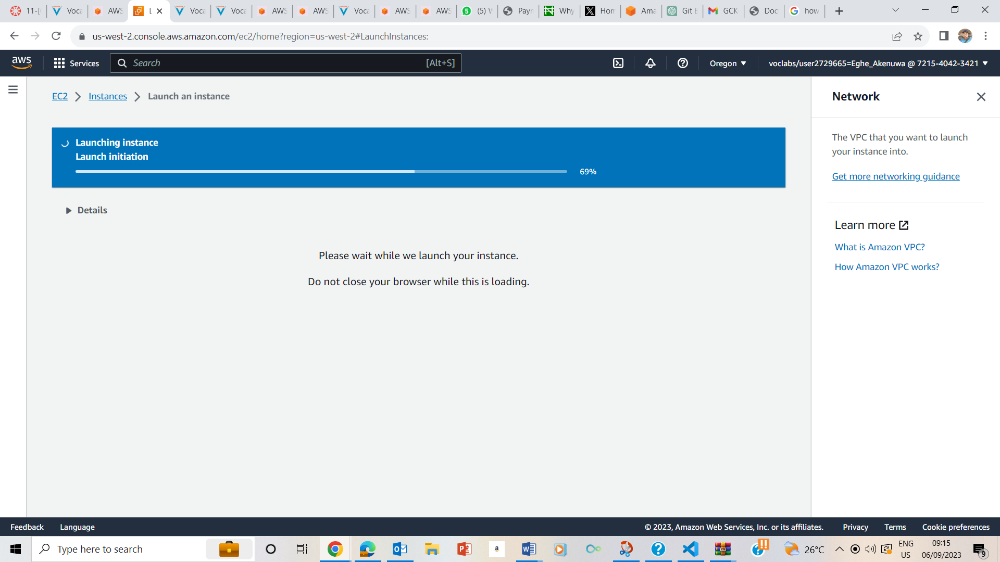 11-[
Voca
AWS
L
Voca
Voca
AWS
AWS
Voca
AWS
AWS
(5) V
Payn
Why
Hon
Ama
Git B
GCK
Doc
how
us-west-2.console.aws.amazon.com/ec2/home?region=us-west-2#LaunchInstances:
aws
Services
Search
[Alt+S]
Oregon
voclabs/user2729665=Eghe_Akenuwa @ 7215-4042-3421
EC2
Instances
Launch an instance
Launching instance
Launch initiation
69%
Details
Please wait while we launch your instance.
Do not close your browser while this is loading.
Network
The VPC that you want to launch
your instance into.
Get more networking guidance
Learn more
What is Amazon VPC?
How Amazon VPC works?
Feedback
Language
© 2023, Amazon Web Services, Inc. or its affiliates.
Privacy
Terms
Cookie preferences
Type here to search
26°C
ENG
US
09:15
06/09/2023
9